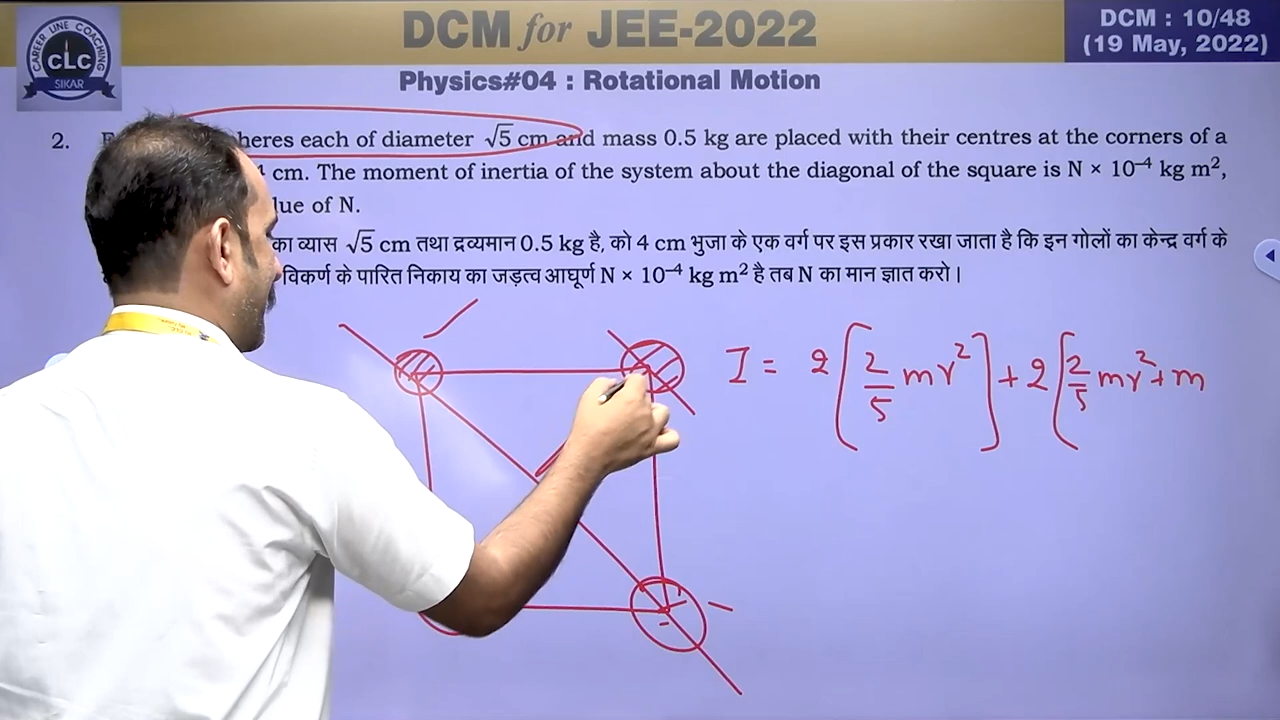 DCM for JEE-2022
DCM : 10/48
(19 May, 2022)
CAREER LINE COACHING
CLC
SIKAR
Physics#04 : Rotational Motion
2. heres each of diameter √5 cm and mass 0.5 kg are placed with their centres at the corners of a
cm. The moment of inertia of the system about the diagonal of the square is N × 10⁻⁴ kg m²,
lue of N.
का व्यास √5 cm तथा द्रव्यमान 0.5 kg है, को 4 cm भुजा के एक वर्ग पर इस प्रकार रखा जाता है कि इन गोलों का केन्द्र वर्ग के
विकर्ण के पारित निकाय का जड़त्व आघूर्ण N × 10⁻⁴ kg m² है तब N का मान ज्ञात करो।
I = 2[2/5 mr²] + 2[2/5 mr² + m